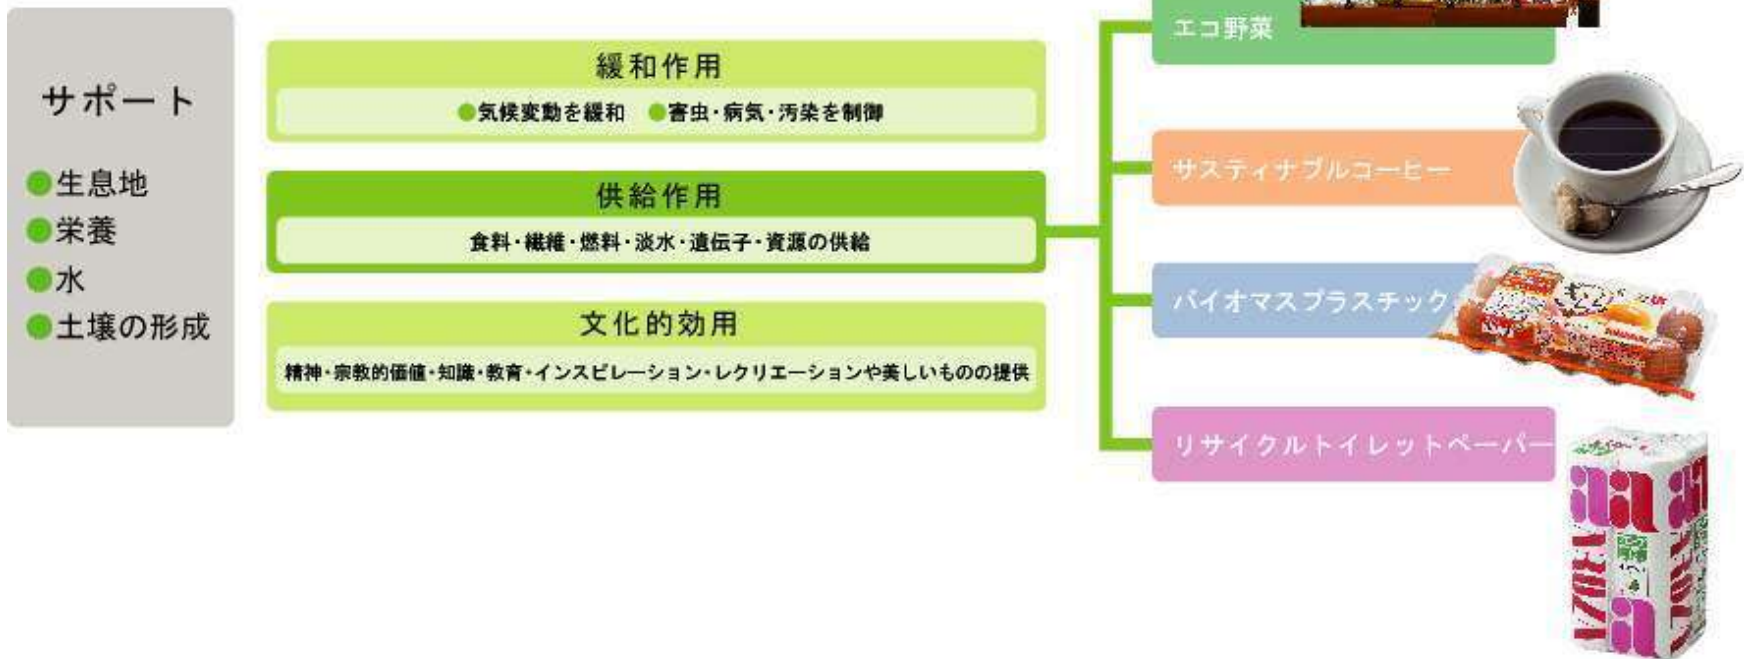 サポート
●生息地
●栄養
●水
●土壌の形成
緩和作用
●気候変動を緩和 ●害虫・病気・汚染を制御
供給作用
食料・繊維・燃料・淡水・遺伝子・資源の供給
文化的効用
精神・宗教的価値・知識・教育・インスピレーション・レクリエーションや美しいものの提供
エコ野菜
サスティナブルコーヒー
バイオマスプラスチック
リサイクルトイレットペーパー